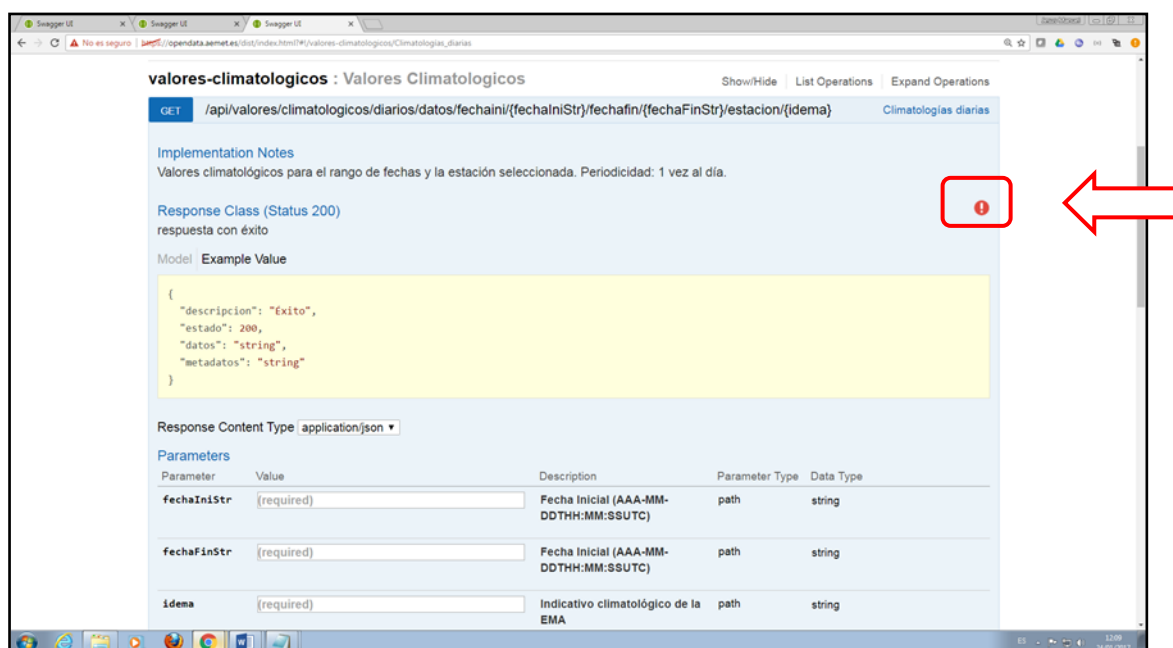 Swagger UI
Swagger UI
Swagger UI
No es seguro https://opendata.aemet.es/dist/index.html?#!/valores-climatologicos/Climatologías_diarias
valores-climatologicos : Valores Climatologicos
Show/Hide List Operations Expand Operations
GET /api/valores/climatologicos/diarios/datos/fechaini/{fechaIniStr}/fechafin/{fechaFinStr}/estacion/{idema} Climatologías diarias
Implementation Notes
Valores climatológicos para el rango de fechas y la estación seleccionada. Periodicidad: 1 vez al día.
Response Class (Status 200)
respuesta con éxito
Model Example Value
{
"descripcion": "Éxito",
"estado": 200,
"datos": "string",
"metadatos": "string"
}
Response Content Type application/json
Parameters
Parameter Value Description Parameter Type Data Type
fechaIniStr (required) Fecha Inicial (AAA-MM-
DDTHH:MM:SSUTC) path string
fechaFinStr (required) Fecha Inicial (AAA-MM-
DDTHH:MM:SSUTC) path string
idema (required) Indicativo climatológico de la
EMA path string
ES 12:09